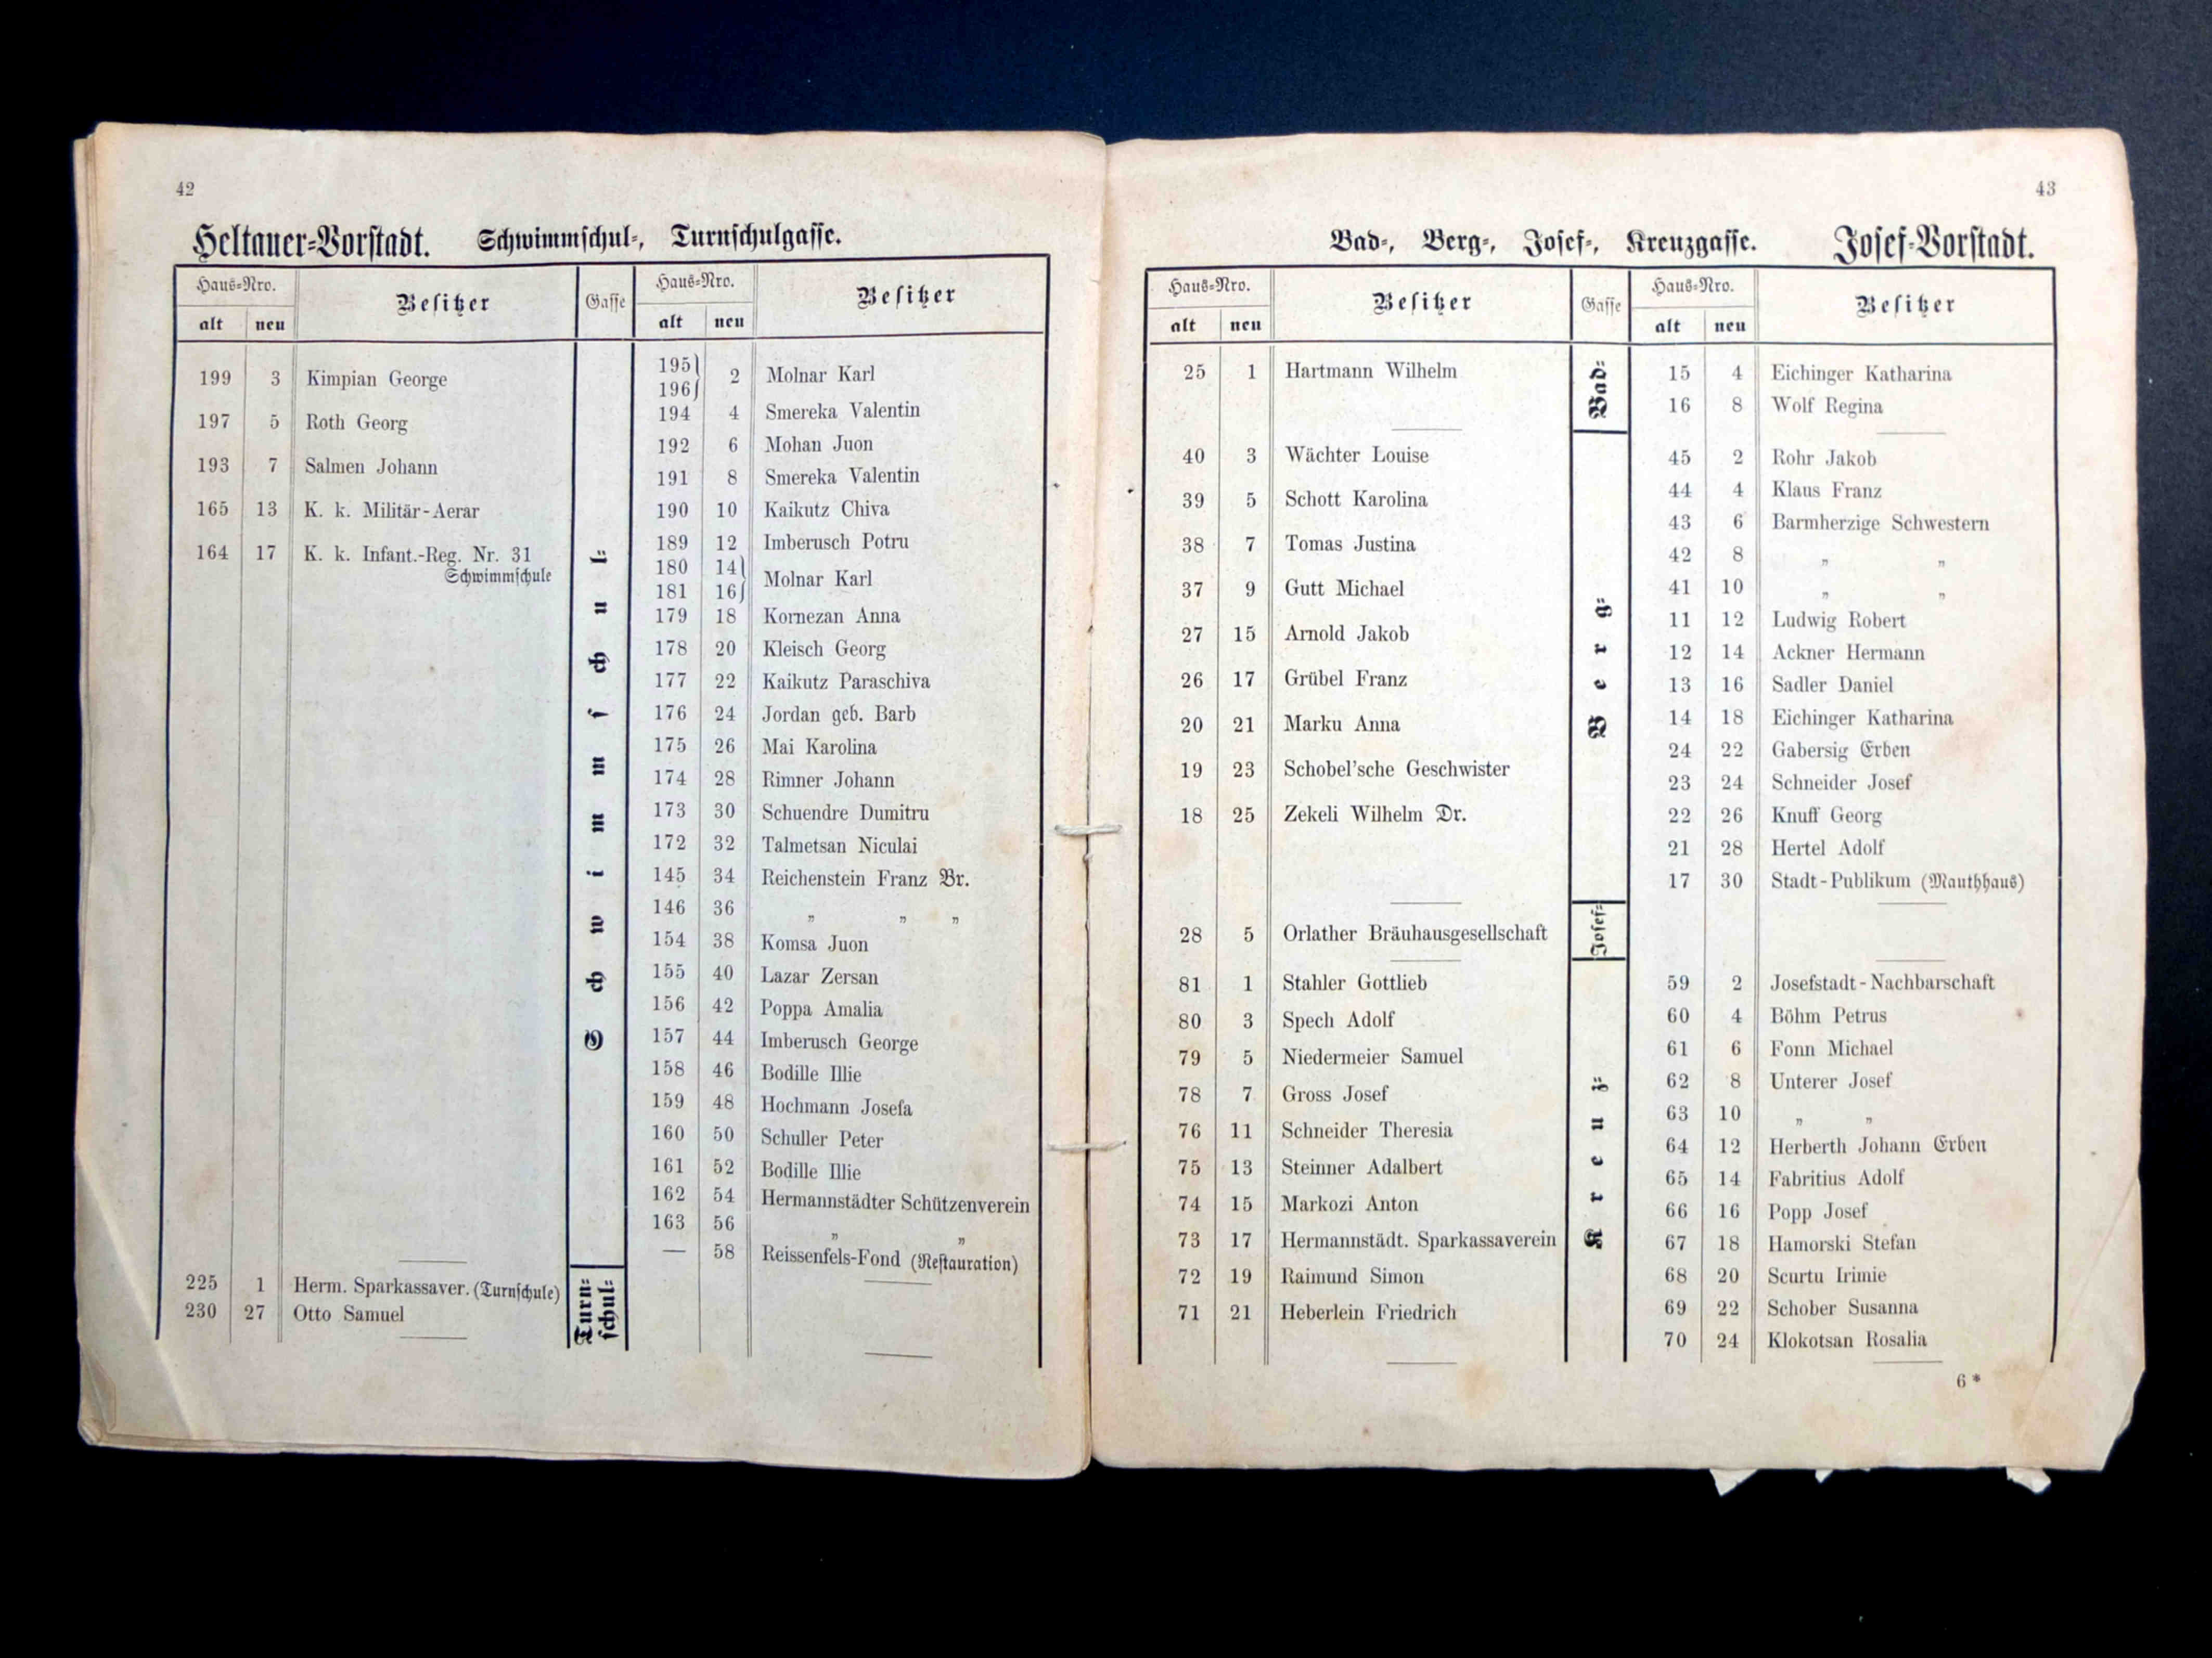 42
Heltauer-Vorstadt. Schwimmschul-, Turnschulgasse.
Haus-Nro. Besitzer Gasse Haus-Nro. Besitzer
alt neu alt neu
199 3 Kimpian George
197 5 Roth Georg
193 7 Salmen Johann
165 13 K. k. Militär-Aerar
164 17 K. k. Infant.-Reg. Nr. 31
Schwimmschule
225 1 Herm. Sparkassaver. (Turnschule)
230 27 Otto Samuel
Schwimmschul-
Turn-
schul-
195)
196) 2 Molnar Karl
194 4 Smereka Valentin
192 6 Mohan Juon
191 8 Smereka Valentin
190 10 Kaikutz Chiva
189 12 Imberusch Potru
180 14)
181 16) Molnar Karl
179 18 Kornezan Anna
178 20 Kleisch Georg
177 22 Kaikutz Paraschiva
176 24 Jordan geb. Barb
175 26 Mai Karolina
174 28 Rimner Johann
173 30 Schuendre Dumitru
172 32 Talmetsan Niculai
145 34 Reichenstein Franz Br.
146 36 " " "
154 38 Komsa Juon
155 40 Lazar Zersan
156 42 Poppa Amalia
157 44 Imberusch George
158 46 Bodille Illie
159 48 Hochmann Josefa
160 50 Schuller Peter
161 52 Bodille Illie
162 54 Hermannstädter Schützenverein
163 56 " "
— 58 Reissenfels-Fond (Restauration)
43
Bad-, Berg-, Josef-, Kreuzgasse. Josef-Vorstadt.
Haus-Nro. Besitzer Gasse Haus-Nro. Besitzer
alt neu alt neu
25 1 Hartmann Wilhelm
40 3 Wächter Louise
39 5 Schott Karolina
38 7 Tomas Justina
37 9 Gutt Michael
27 15 Arnold Jakob
26 17 Grübel Franz
20 21 Marku Anna
19 23 Schobel'sche Geschwister
18 25 Zekeli Wilhelm Dr.
28 5 Orlather Bräuhausgesellschaft
81 1 Stahler Gottlieb
80 3 Spech Adolf
79 5 Niedermeier Samuel
78 7 Gross Josef
76 11 Schneider Theresia
75 13 Steinner Adalbert
74 15 Markozi Anton
73 17 Hermannstädt. Sparkassaverein
72 19 Raimund Simon
71 21 Heberlein Friedrich
Bad-
Berg-
Josef-
Kreuz-
15 4 Eichinger Katharina
16 8 Wolf Regina
45 2 Rohr Jakob
44 4 Klaus Franz
43 6 Barmherzige Schwestern
42 8 " "
41 10 " "
11 12 Ludwig Robert
12 14 Ackner Hermann
13 16 Sadler Daniel
14 18 Eichinger Katharina
24 22 Gabersig Erben
23 24 Schneider Josef
22 26 Knuff Georg
21 28 Hertel Adolf
17 30 Stadt-Publikum (Mauthhaus)
59 2 Josefstadt-Nachbarschaft
60 4 Böhm Petrus
61 6 Fonn Michael
62 8 Unterer Josef
63 10 " "
64 12 Herberth Johann Erben
65 14 Fabritius Adolf
66 16 Popp Josef
67 18 Hamorski Stefan
68 20 Scurtu Irimie
69 22 Schober Susanna
70 24 Klokotsan Rosalia
6*